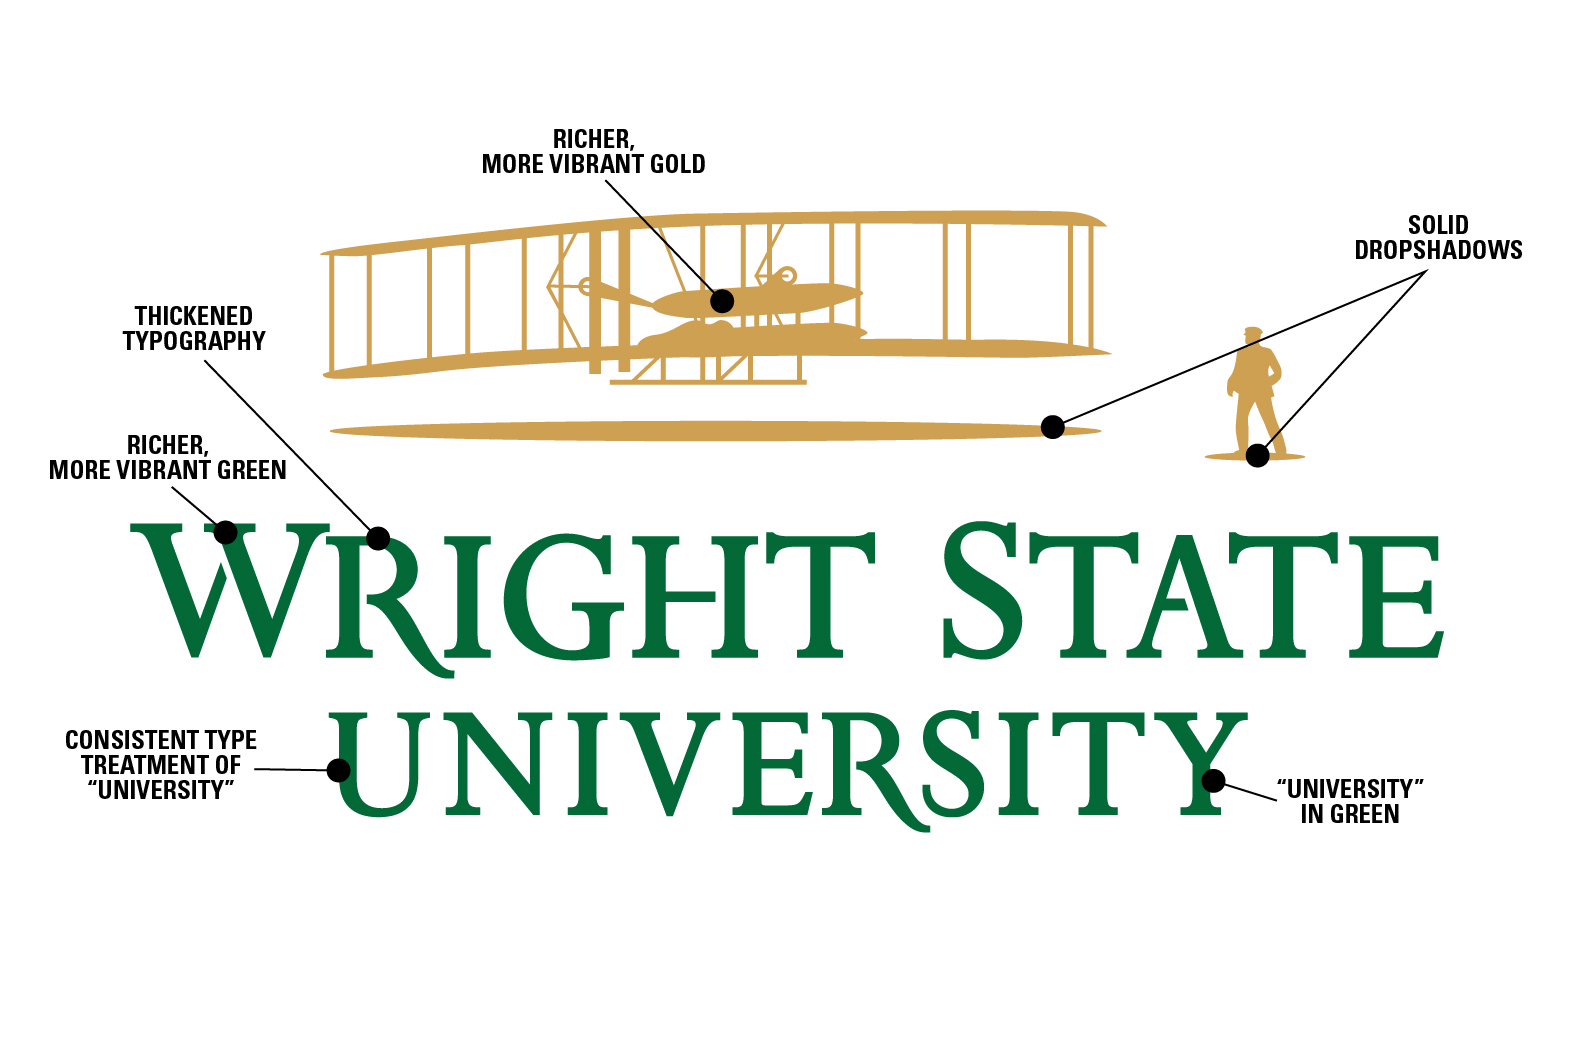 RICHER,
MORE VIBRANT GOLD
SOLID
DROPSHADOWS
THICKENED
TYPOGRAPHY
RICHER,
MORE VIBRANT GREEN
WRIGHT STATE
UNIVERSITY
CONSISTENT TYPE
TREATMENT OF
“UNIVERSITY”
“UNIVERSITY”
IN GREEN